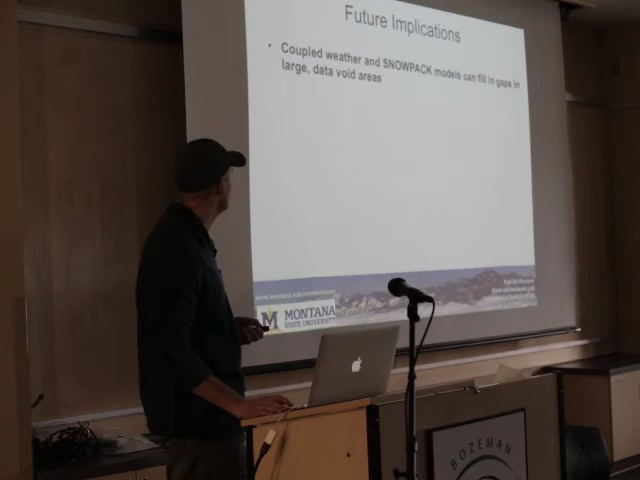 Future Implications
• Coupled weather and SNOWPACK models can fill in gaps in
large, data void areas
MONTANA
STATE UNIVERSITY
BOZEMAN